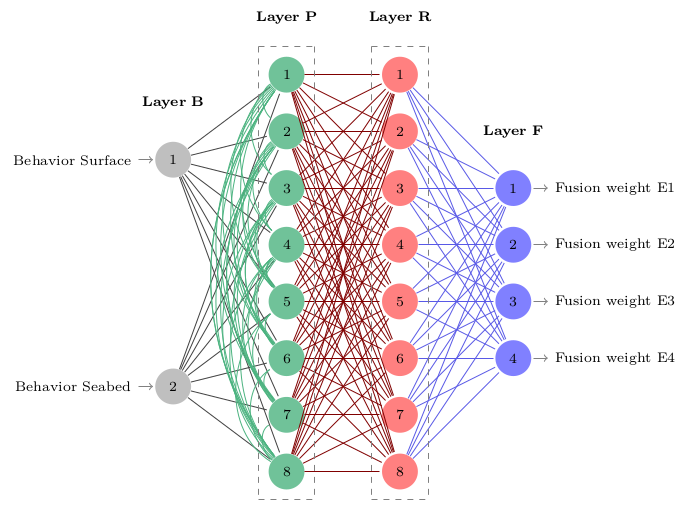 Layer P
Layer R
Layer B
Layer F
Behavior Surface
Behavior Seabed
1
2
1
2
3
4
5
6
7
8
1
2
3
4
5
6
7
8
1
2
3
4
Fusion weight E1
Fusion weight E2
Fusion weight E3
Fusion weight E4